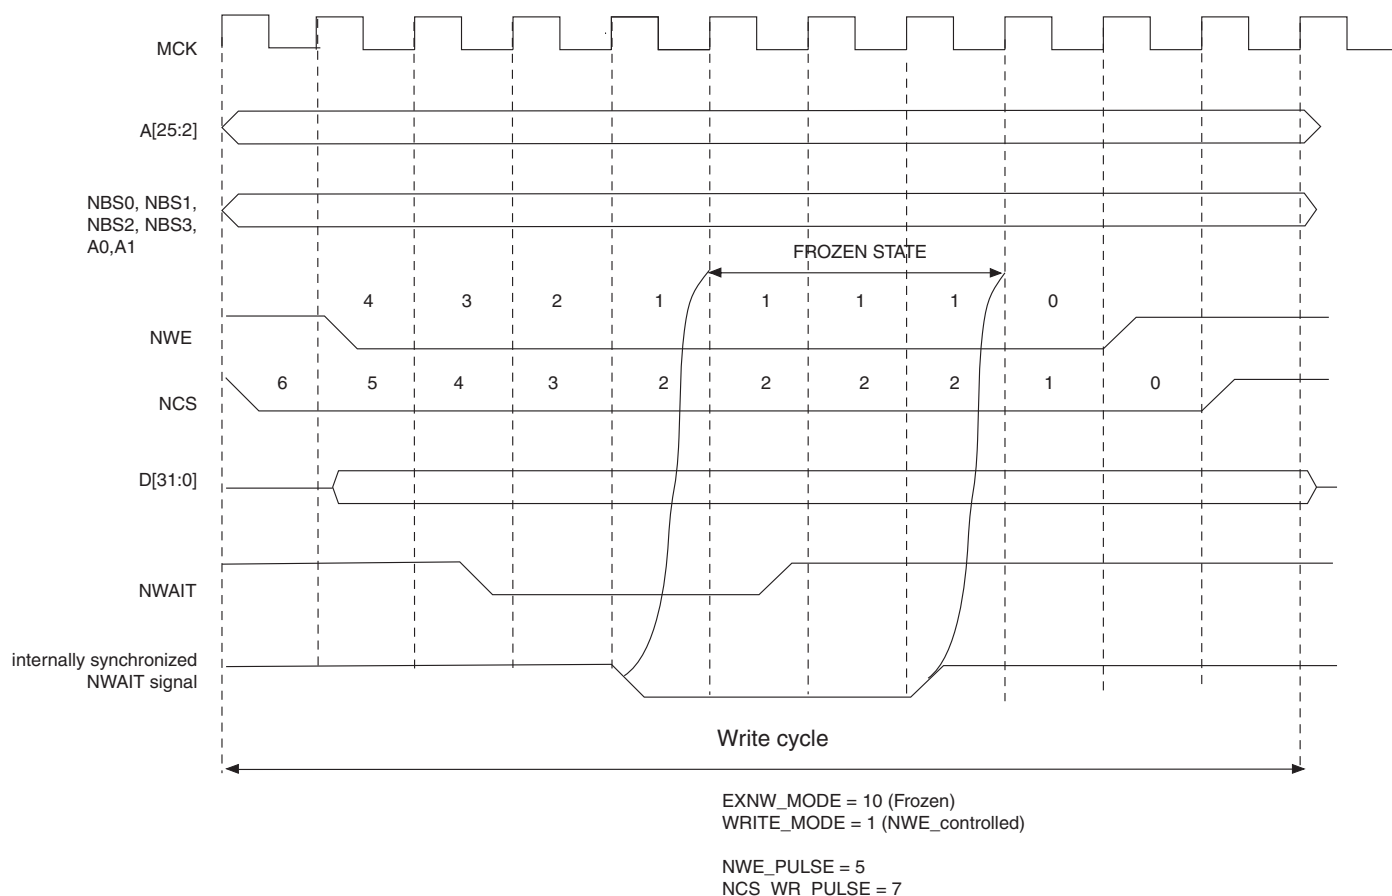 MCK
A[25:2]
NBS0, NBS1,
NBS2, NBS3,
A0,A1
FROZEN STATE
4 3 2 1 1 1 1 0
NWE
6 5 4 3 2 2 2 2 1 0
NCS
D[31:0]
NWAIT
internally synchronized
NWAIT signal
Write cycle
EXNW_MODE = 10 (Frozen)
WRITE_MODE = 1 (NWE_controlled)
NWE_PULSE = 5
NCS_WR_PULSE = 7